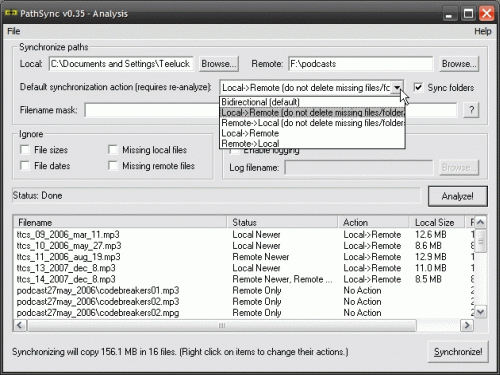 PathSync v0.35 - Analysis
File Help
Synchronize paths
Local: C:\Documents and Settings\Teeluck Browse... Remote: F:\podcasts Browse...
Default synchronization action (requires re-analyze): Local->Remote (do not delete missing files/fo Sync folders
Filename mask: ?
Bidirectional (default)
Local->Remote (do not delete missing files/folder
Remote->Local (do not delete missing files/folder
Local->Remote
Remote->Local
Ignore
File sizes Missing local files Enable logging
File dates Missing remote files Log filename: Browse...
Status: Done Analyze!
Filename Status Action Local Size
ttcs_09_2006_mar_11.mp3 Local Newer Local->Remote 12.6 MB
ttcs_10_2006_may_27.mp3 Local Newer Local->Remote 8.6 MB
ttcs_11_2006_aug_19.mp3 Remote Newer Local->Remote 12.9 MB
ttcs_13_2007_dec_8.mp3 Local Newer Local->Remote 11.0 MB
ttcs_14_2007_dec_8.mp3 Remote Newer, Remote ... Local->Remote 8.5 MB
podcast27may_2006\codebreakers01.mp3 Remote Only No Action
podcast27may_2006\codebreakers02.mp3 Remote Only No Action
podcast27may_2006\codebreakers02.mpg Remote Only No Action
Synchronizing will copy 156.1 MB in 16 files. (Right click on items to change their actions.) Synchronize!